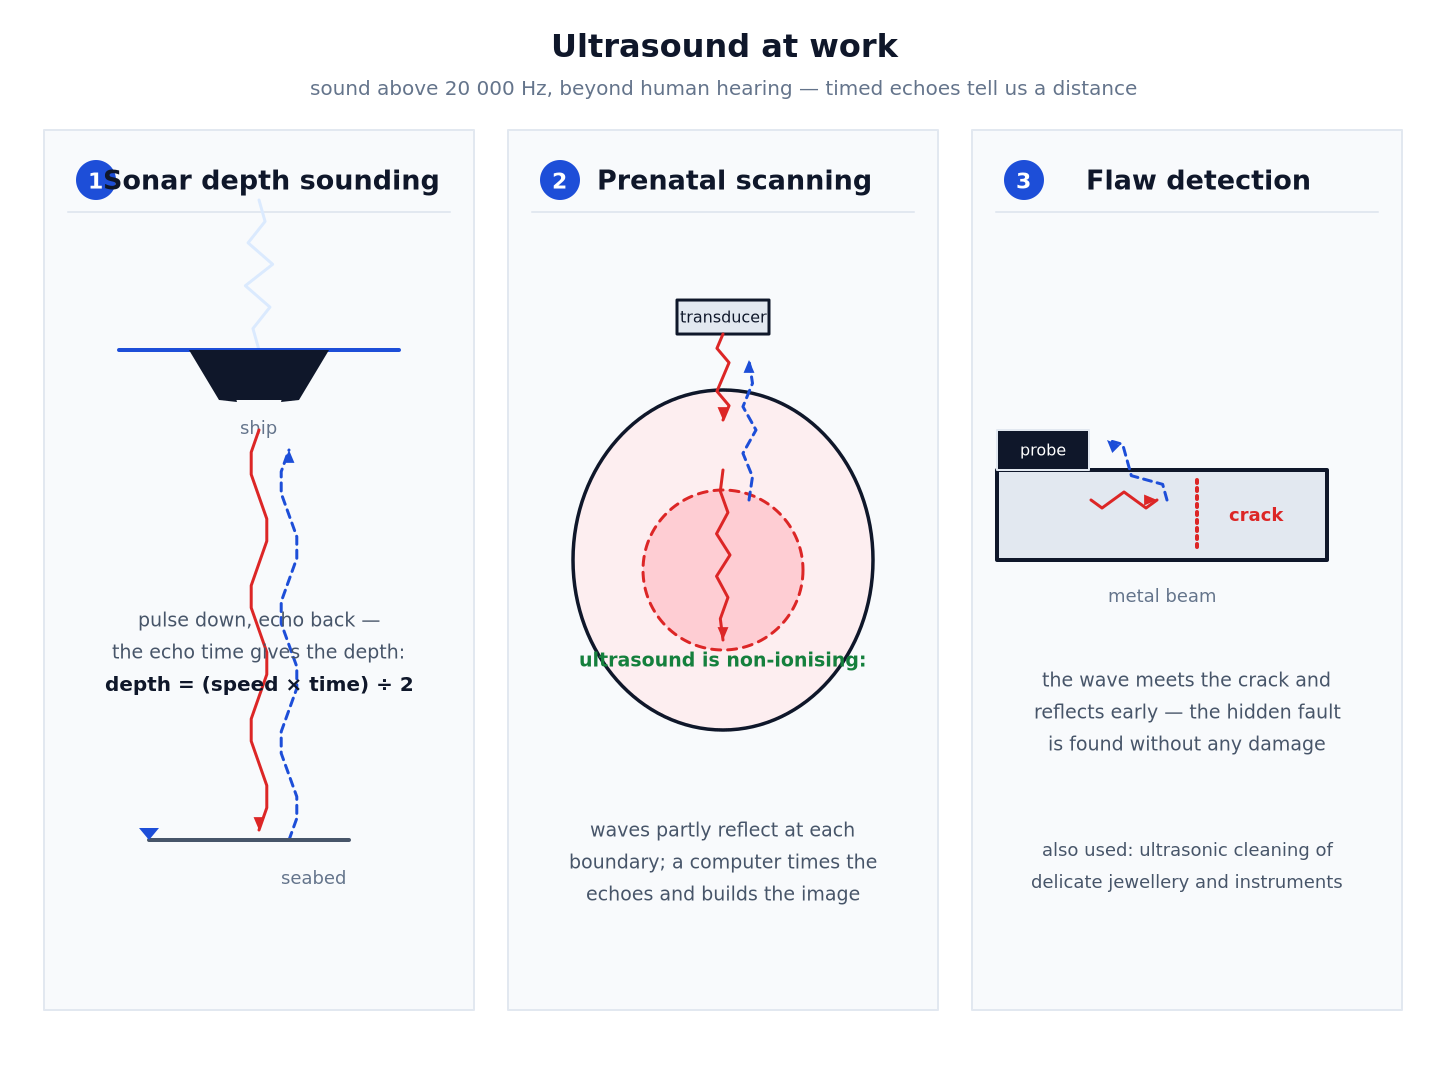 Ultrasound at work
sound above 20 000 Hz, beyond human hearing — timed echoes tell us a distance
1
Sonar depth sounding
ship
pulse down, echo back —
the echo time gives the depth:
depth = (speed × time) ÷ 2
seabed
2
Prenatal scanning
transducer
ultrasound is non-ionising:
waves partly reflect at each
boundary; a computer times the
echoes and builds the image
3
Flaw detection
probe
crack
metal beam
the wave meets the crack and
reflects early — the hidden fault
is found without any damage
also used: ultrasonic cleaning of
delicate jewellery and instruments